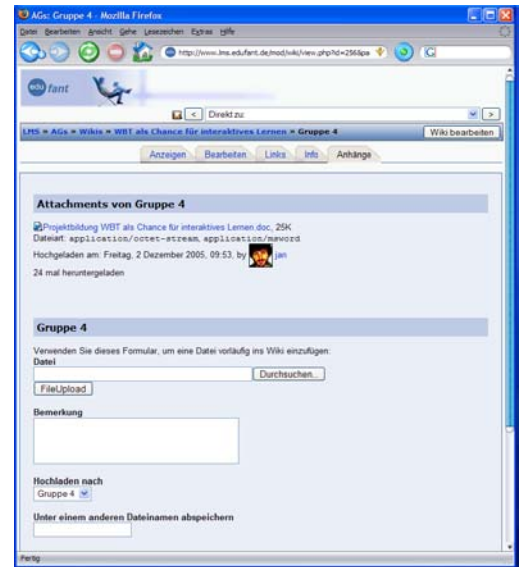 AGs: Gruppe 4 - Mozilla Firefox
Datei Bearbeiten Ansicht Gehe Lesezeichen Extras Hilfe
http://www.lms.edufant.de/mod/wiki/view.php?id=256&pa
edu fant
Direkt zu:
LMS » AGs » Wikis » WBT als Chance für interaktives Lernen » Gruppe 4
Wiki bearbeiten
Anzeigen Bearbeiten Links Info Anhänge
Attachments von Gruppe 4
Projektbildung WBT als Chance für interaktives Lernen.doc, 25K
Dateiart: application/octet-stream, application/msword
Hochgeladen am: Freitag, 2 Dezember 2005, 09:53, by jan
24 mal heruntergeladen
Gruppe 4
Verwenden Sie dieses Formular, um eine Datei vorläufig ins Wiki einzufügen:
Datei
Durchsuchen...
FileUpload
Bemerkung
Hochladen nach
Gruppe 4
Unter einem anderen Dateinamen abspeichern
Fertig